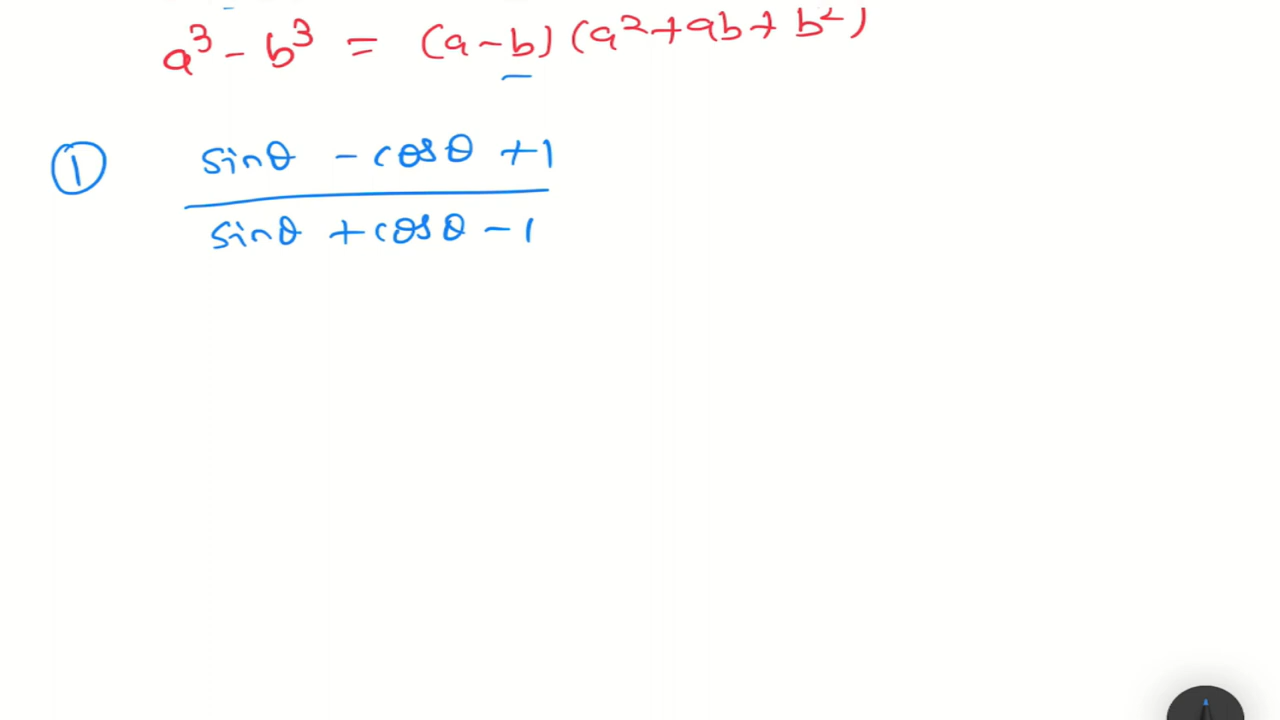 a³ - b³ = (a - b) (a² + ab + b²)
① sinθ - cosθ + 1
sinθ + cosθ - 1